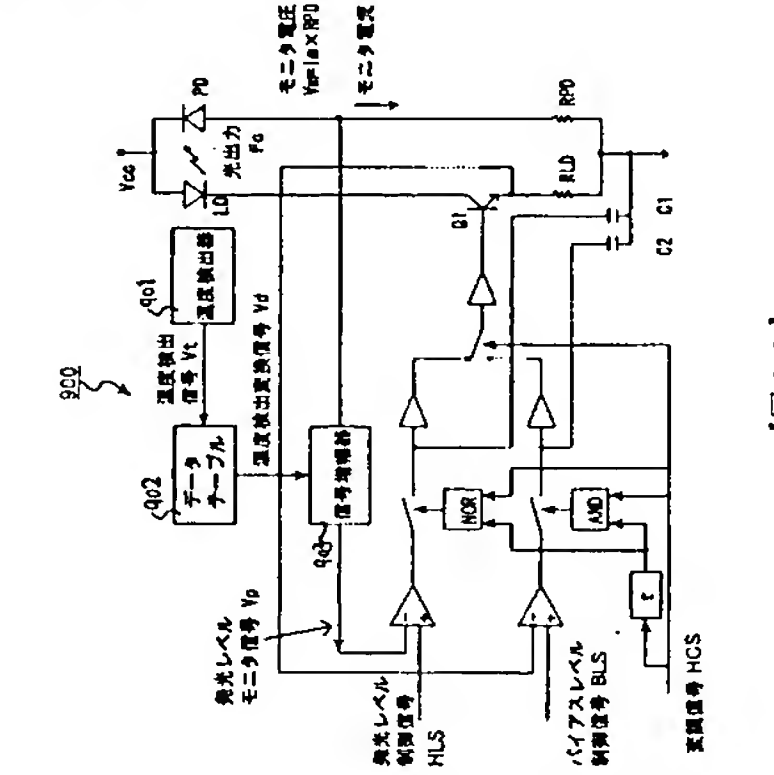 900
Vcc
PD
LD
光出力
Po
モニタ電圧
Vm=Im×RPD
モニタ電流
901
温度検出器
温度検出
信号 Vt
902
データ
テーブル
温度検出変換信号 Vd
903
信号増幅器
発光レベル
モニタ信号 Vp
Q1
RLD
RPD
C1
C2
NOR
AND
発光レベル
制御信号
HLS
バイアスレベル
制御信号 BLS
変調信号 HCS